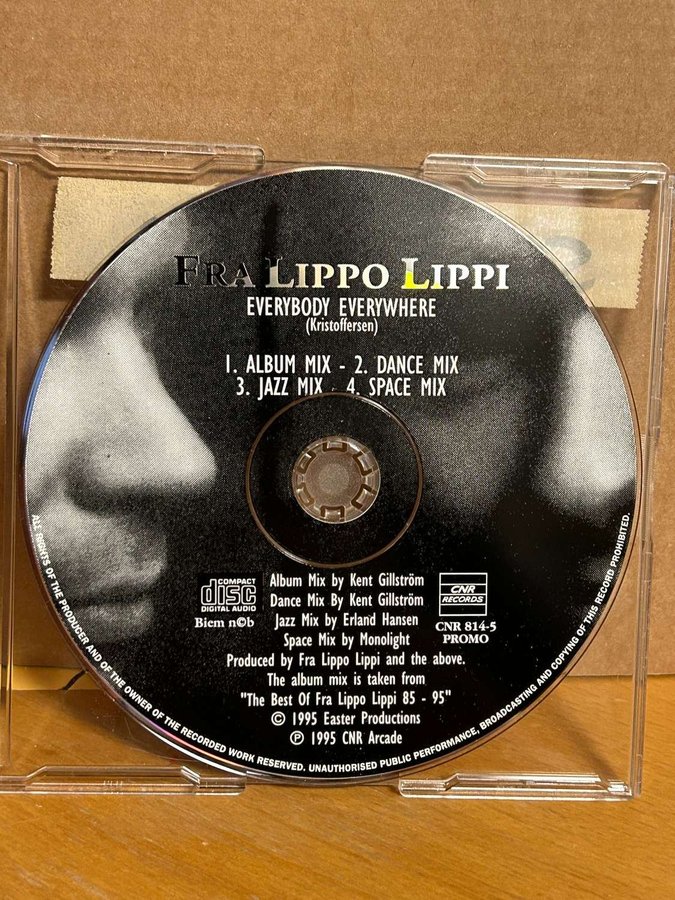 FRA LIPPO LIPPI
EVERYBODY EVERYWHERE
(Kristoffersen)
1. ALBUM MIX - 2. DANCE MIX
3. JAZZ MIX - 4. SPACE MIX
COMPACT
disc
DIGITAL AUDIO
Biem n©b
Album Mix by Kent Gillström
Dance Mix By Kent Gillström
Jazz Mix by Erland Hansen
Space Mix by Monolight
Produced by Fra Lippo Lippi and the above.
The album mix is taken from
"The Best Of Fra Lippo Lippi 85 - 95"
© 1995 Easter Productions
℗ 1995 CNR Arcade
CNR
RECORDS
CNR 814-5
PROMO
ALL RIGHTS OF THE PRODUCER AND OF THE OWNER OF THE RECORDED WORK RESERVED. UNAUTHORISED PUBLIC PERFORMANCE, BROADCASTING AND COPYING OF THIS RECORD PROHIBITED.